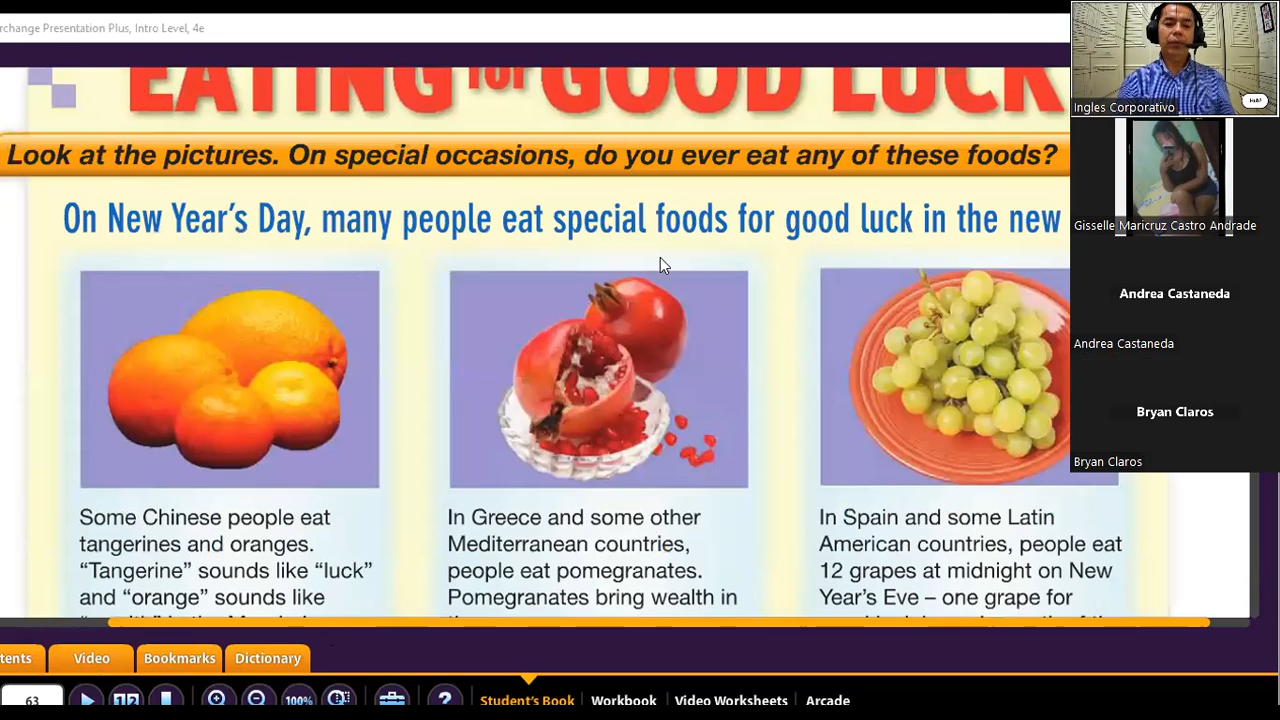 rchange Presentation Plus, Intro Level, 4e
EATING for GOOD LUCK
Look at the pictures. On special occasions, do you ever eat any of these foods?
On New Year's Day, many people eat special foods for good luck in the new
Some Chinese people eat
tangerines and oranges.
“Tangerine” sounds like “luck”
and “orange” sounds like
In Greece and some other
Mediterranean countries,
people eat pomegranates.
Pomegranates bring wealth in
In Spain and some Latin
American countries, people eat
12 grapes at midnight on New
Year's Eve – one grape for
Ingles Corporativo
Gisselle Maricruz Castro Andrade
Andrea Castaneda
Andrea Castaneda
Bryan Claros
Bryan Claros
tents
Video
Bookmarks
Dictionary
63
100%
?
Student's Book
Workbook
Video Worksheets
Arcade